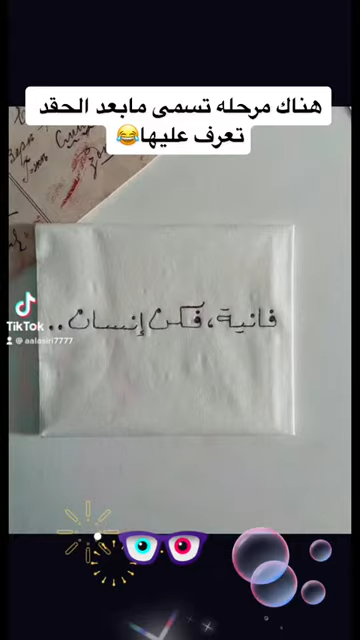 هناك مرحله تسمى مابعد الحقد
تعرف عليها😂
فانية، فكن إنسان..
TikTok
@aalasiri7777